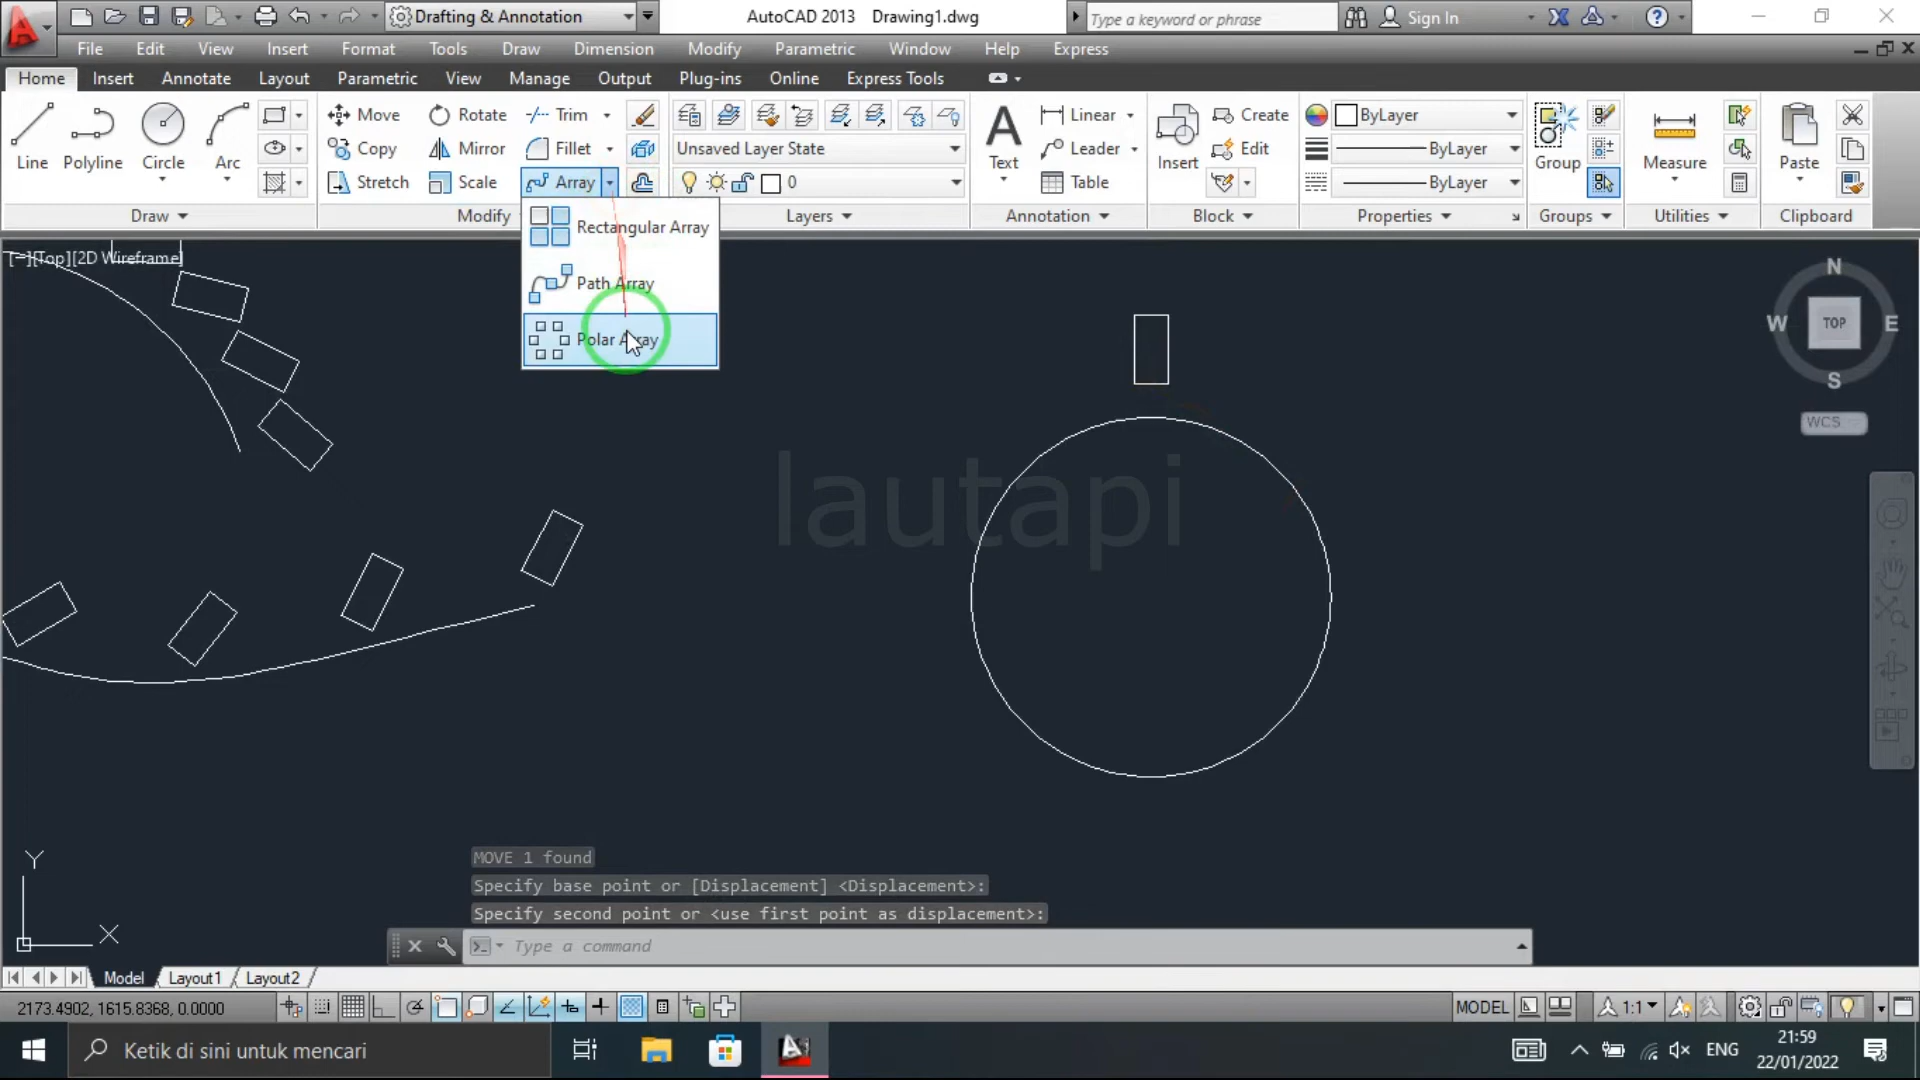 Drafting & Annotation
AutoCAD 2013 Drawing1.dwg
Type a keyword or phrase
Sign In
File Edit View Insert Format Tools Draw Dimension Modify Parametric Window Help Express
Home Insert Annotate Layout Parametric View Manage Output Plug-ins Online Express Tools
Move Rotate Trim Linear Create ByLayer
Line Polyline Circle Arc Copy Mirror Fillet Unsaved Layer State Text Leader Insert Edit ByLayer Group Measure Paste
Stretch Scale Array 0 Table ByLayer
Draw Modify Layers Annotation Block Properties Groups Utilities Clipboard
Rectangular Array
Path Array
Polar Array
[−][Top][2D Wireframe]
N
W TOP E
S
WCS
lautapi
Y
X
MOVE 1 found
Specify base point or [Displacement] <Displacement>:
Specify second point or <use first point as displacement>:
Type a command
Model Layout1 Layout2
2173.4902, 1615.8368, 0.0000
MODEL 1:1
Ketik di sini untuk mencari
ENG
21:59
22/01/2022